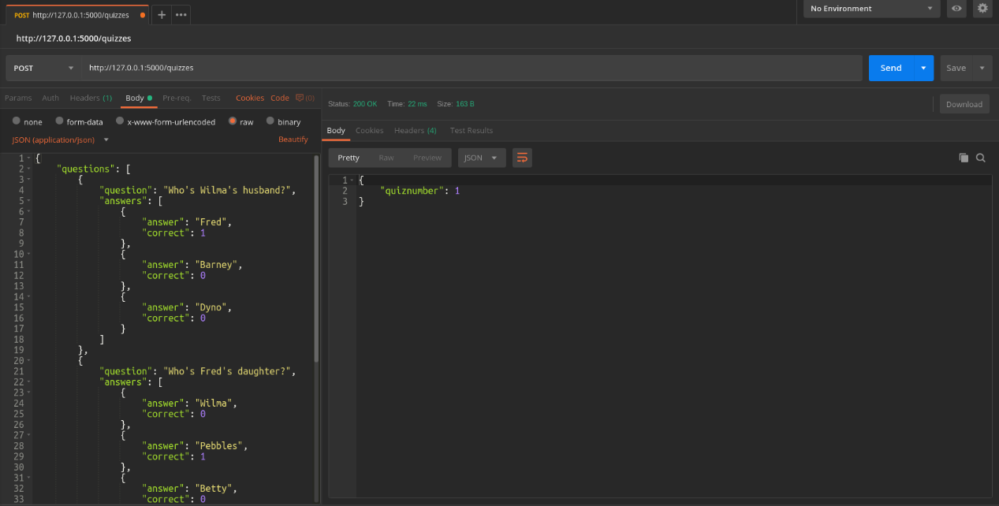 POST http://127.0.0.1:5000/quizzes
No Environment
http://127.0.0.1:5000/quizzes
POST http://127.0.0.1:5000/quizzes Send Save
Params Auth Headers (1) Body Pre-req. Tests Cookies Code (0)
none form-data x-www-form-urlencoded raw binary
JSON (application/json) Beautify
1 {
2 "questions": [
3 {
4 "question": "Who's Wilma's husband?",
5 "answers": [
6 {
7 "answer": "Fred",
8 "correct": 1
9 },
10 {
11 "answer": "Barney",
12 "correct": 0
13 },
14 {
15 "answer": "Dyno",
16 "correct": 0
17 }
18 ]
19 },
20 {
21 "question": "Who's Fred's daughter?",
22 "answers": [
23 {
24 "answer": "Wilma",
25 "correct": 0
26 },
27 {
28 "answer": "Pebbles",
29 "correct": 1
30 },
31 {
32 "answer": "Betty",
33 "correct": 0
Status: 200 OK Time: 22 ms Size: 163 B Download
Body Cookies Headers (4) Test Results
Pretty Raw Preview JSON
1 {
2 "quiznumber": 1
3 }